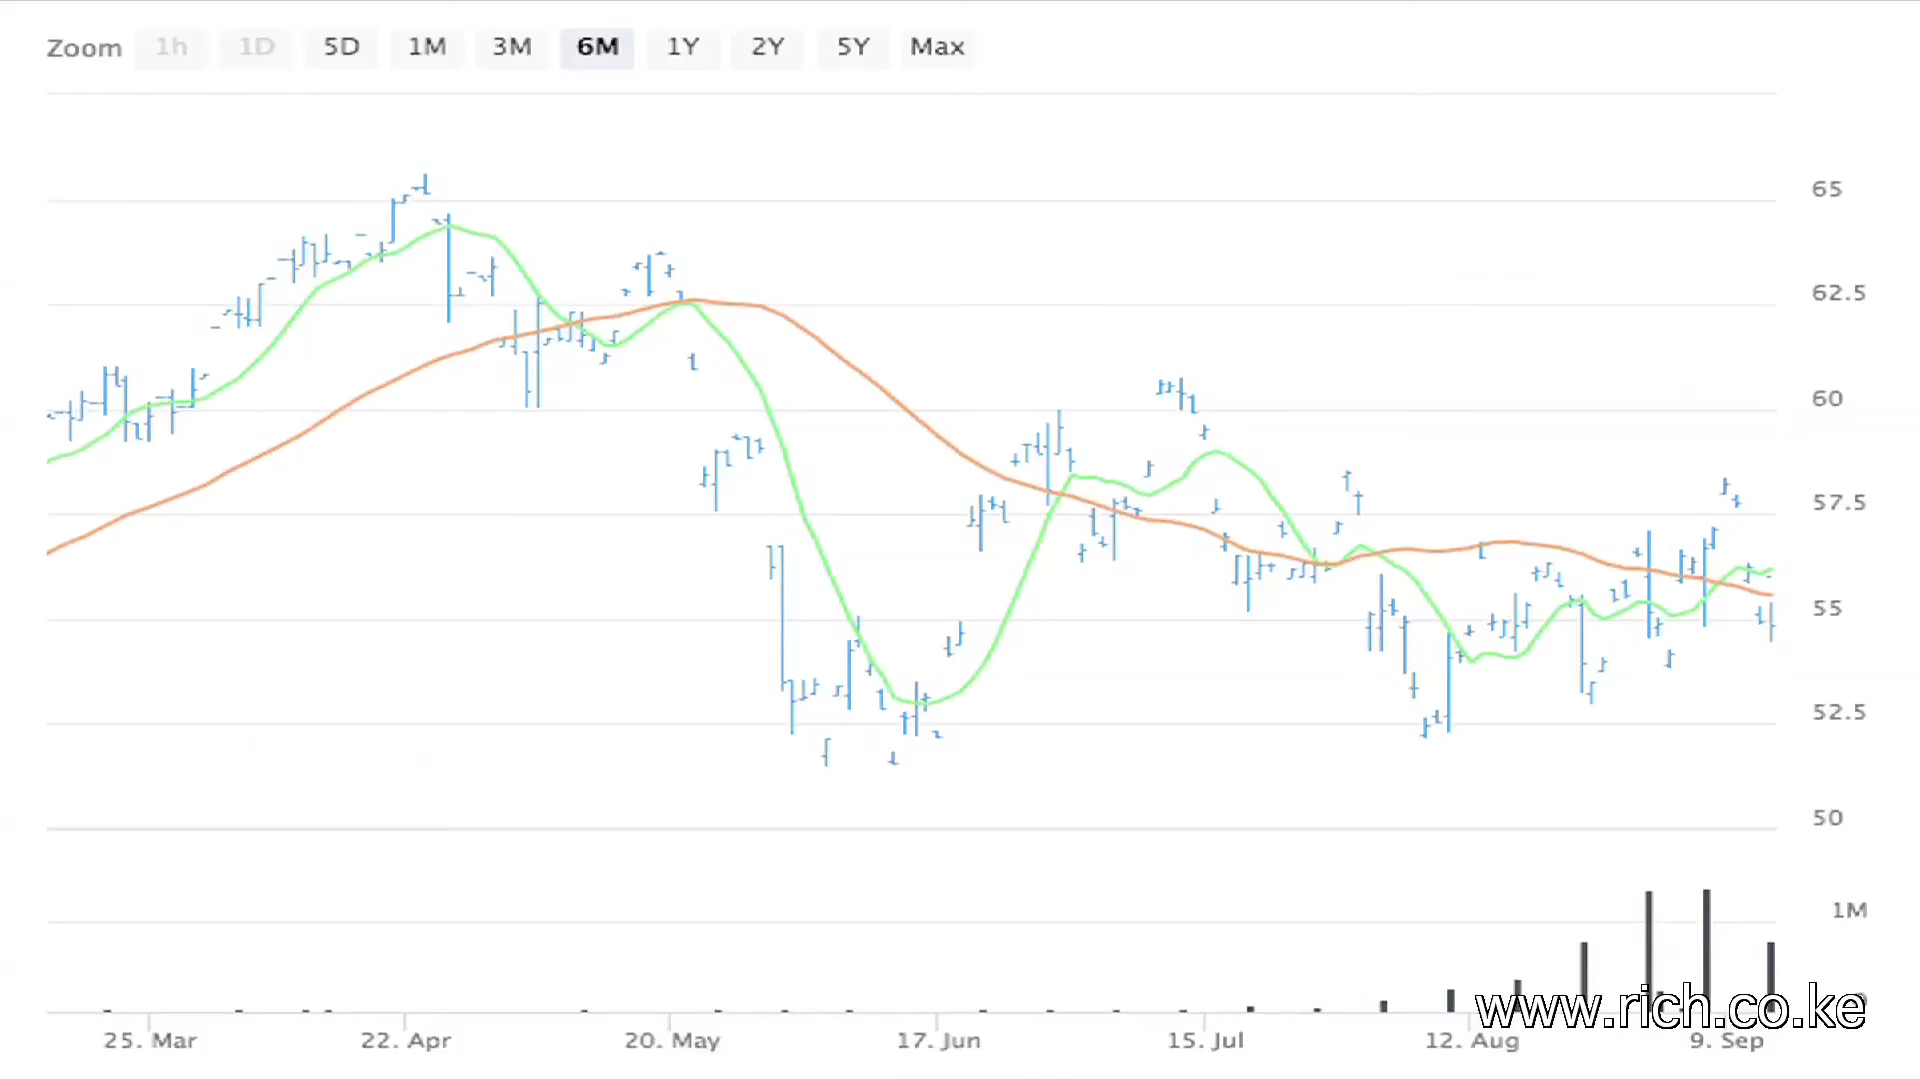 Zoom 1h 1D 5D 1M 3M 6M 1Y 2Y 5Y Max
65
62.5
60
57.5
55
52.5
50
1M
0
www.rich.co.ke
25. Mar 22. Apr 20. May 17. Jun 15. Jul 12. Aug 9. Sep